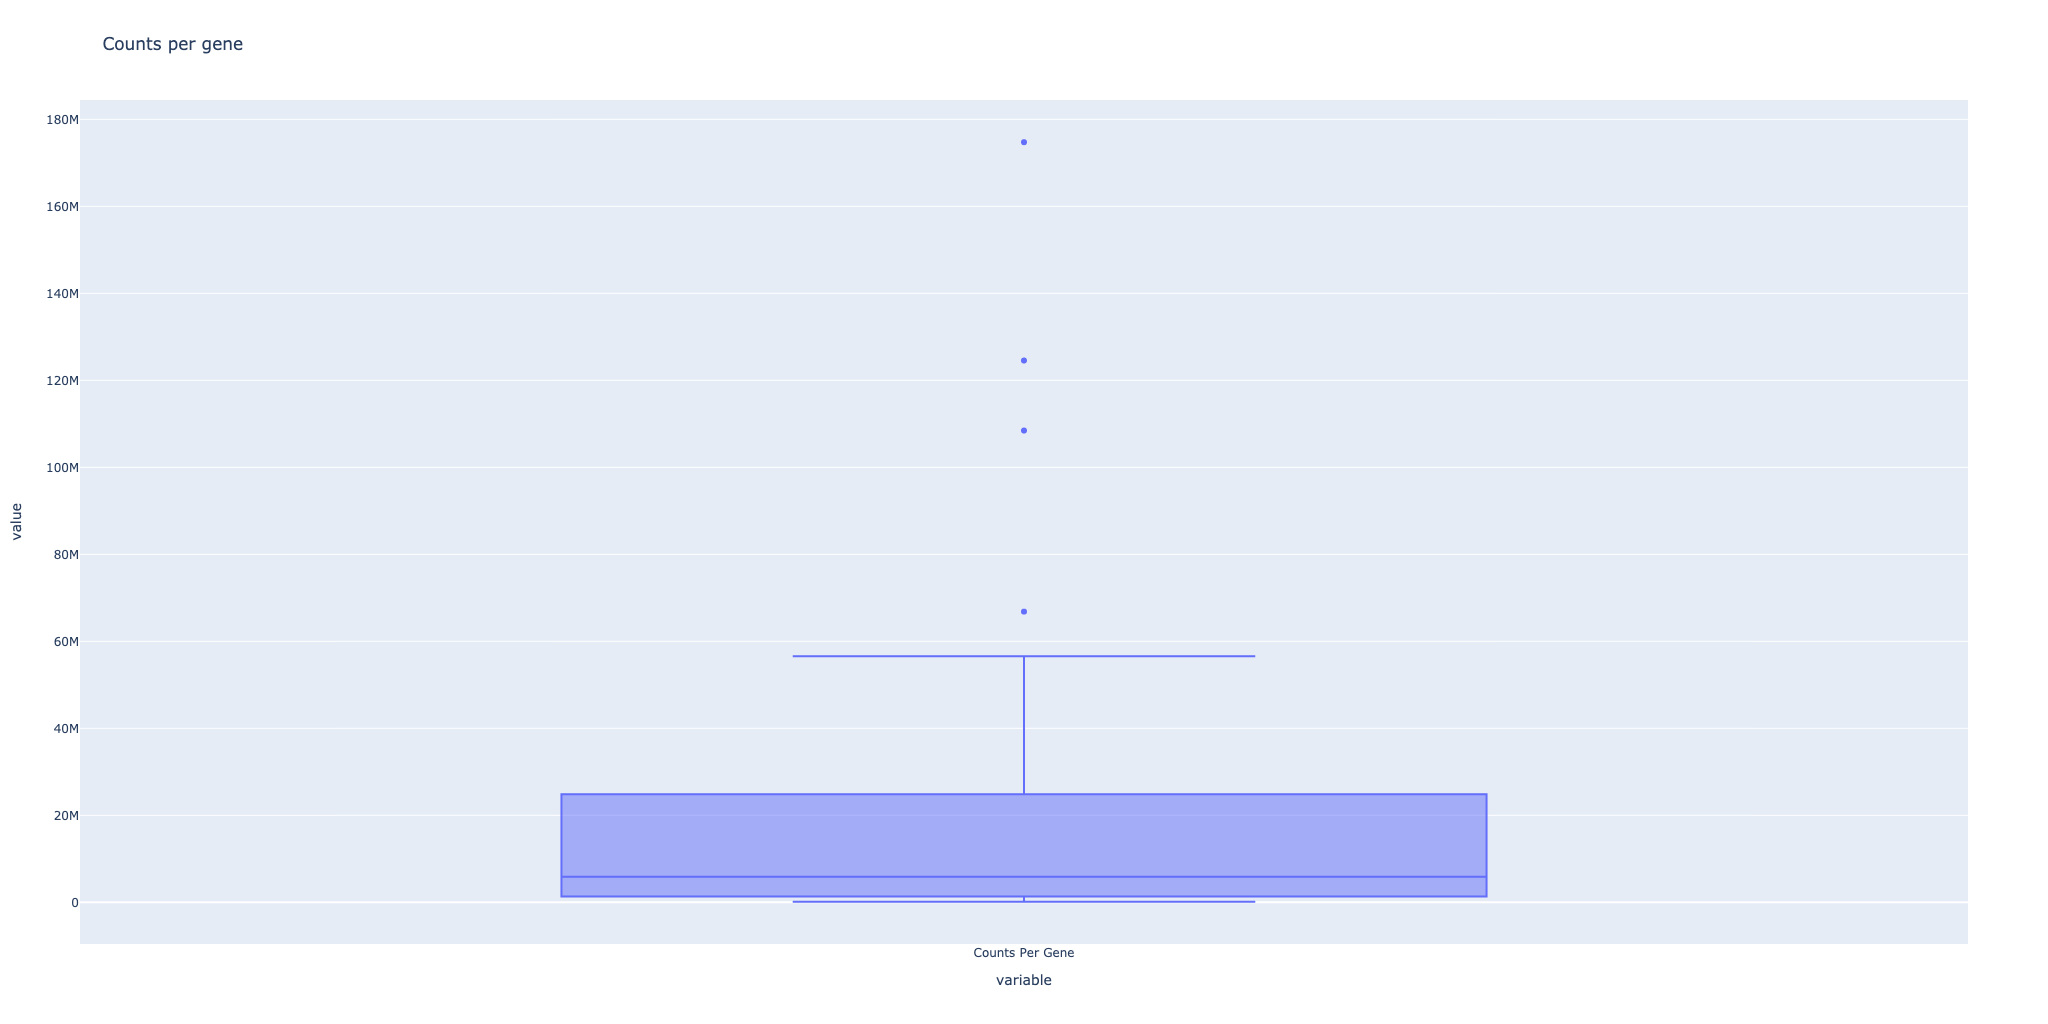 Counts per gene
180M
160M
140M
120M
100M
80M
60M
40M
20M
0
value
Counts Per Gene
variable